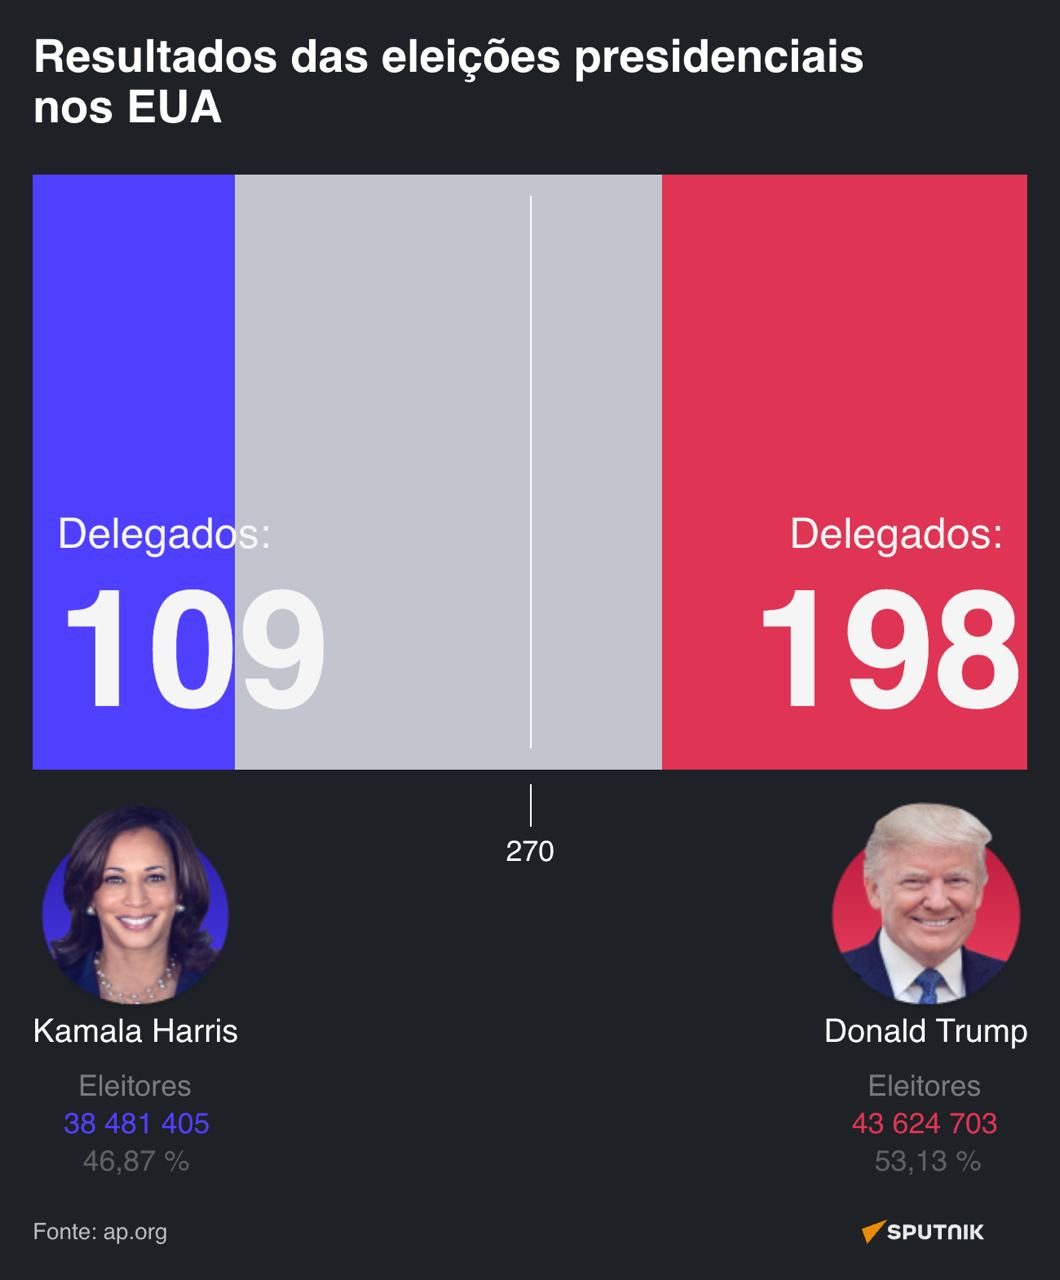 Resultados das eleições presidenciais
nos EUA
Delegados:
109
Delegados:
198
270
Kamala Harris
Eleitores
38 481 405
46,87 %
Donald Trump
Eleitores
43 624 703
53,13 %
Fonte: ap.org
SPUTNIK